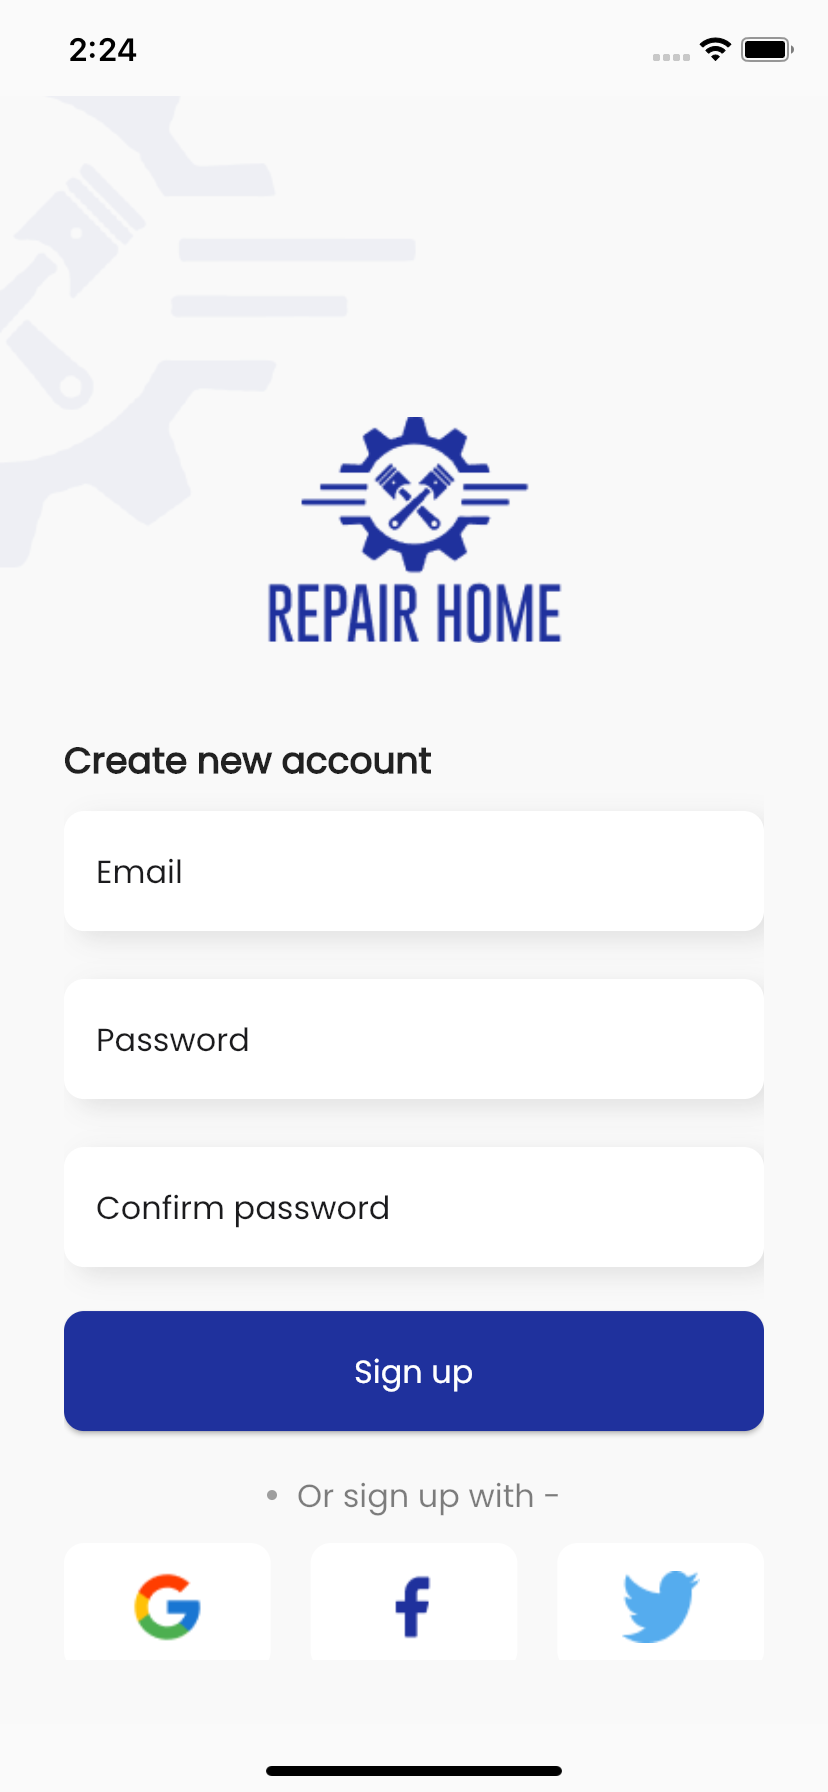 2:24
REPAIR HOME
Create new account
Email
Password
Confirm password
Sign up
• Or sign up with -